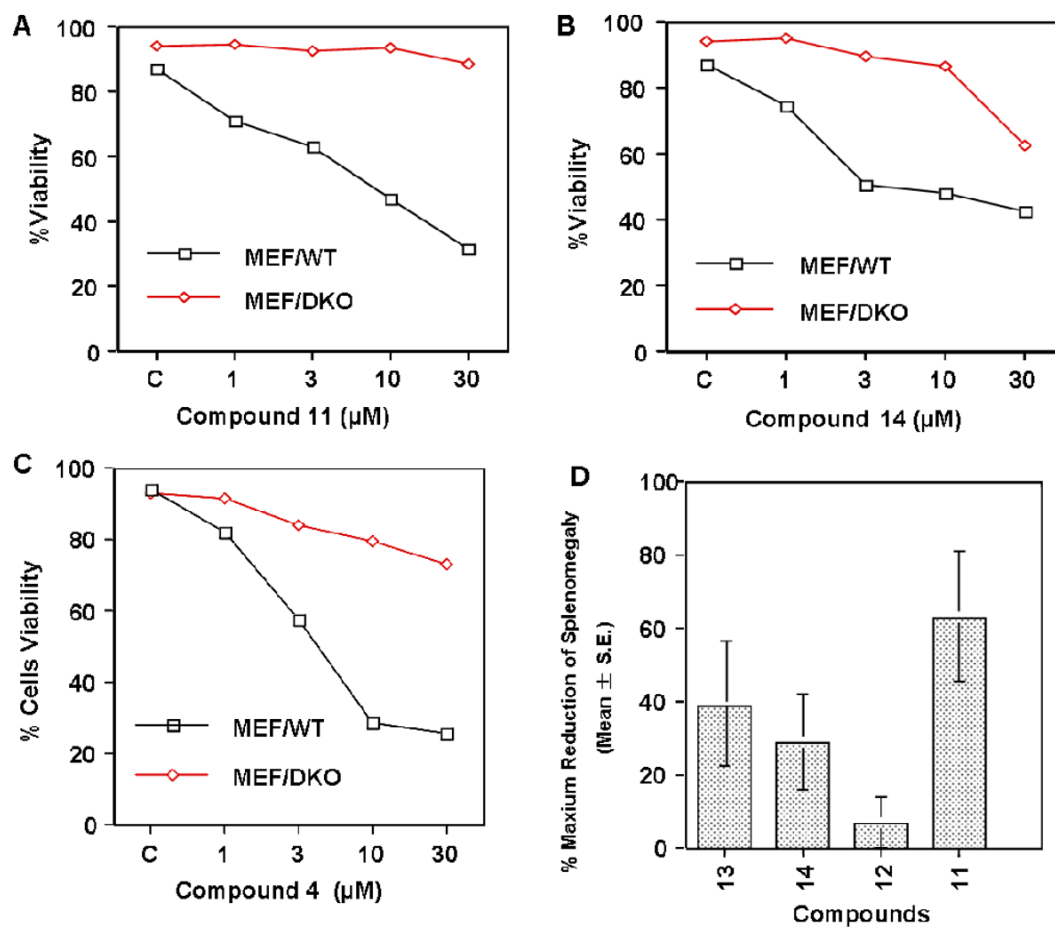 A
100
80
60
40
20
0
% Viability
MEF/WT
MEF/DKO
C 1 3 10 30
Compound 11 (µM)
B
100
80
60
40
20
0
% Viability
MEF/WT
MEF/DKO
C 1 3 10 30
Compound 14 (µM)
C
100
80
60
40
20
0
% Cells Viability
MEF/WT
MEF/DKO
C 1 3 10 30
Compound 4 (µM)
D
% Maxium Reduction of Splenomegaly
(Mean ± S.E.)
100
80
60
40
20
0
13 14 12 11
Compounds